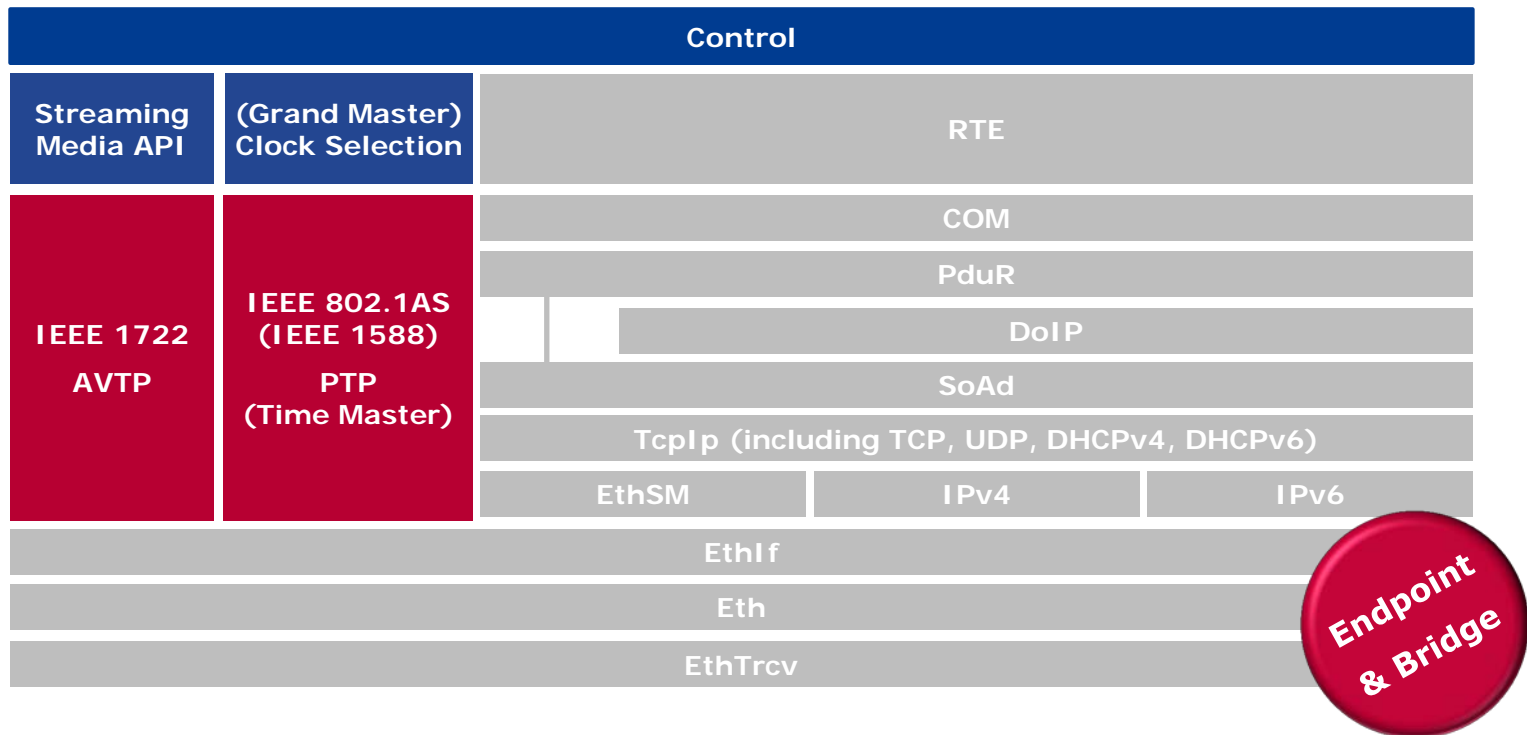 Control
Streaming
Media API
(Grand Master)
Clock Selection
RTE
IEEE 1722
AVTP
IEEE 802.1AS
(IEEE 1588)
PTP
(Time Master)
COM
PduR
DoIP
SoAd
TcpIp (including TCP, UDP, DHCPv4, DHCPv6)
EthSM
IPv4
IPv6
EthIf
Eth
EthTrcv
Endpoint
& Bridge